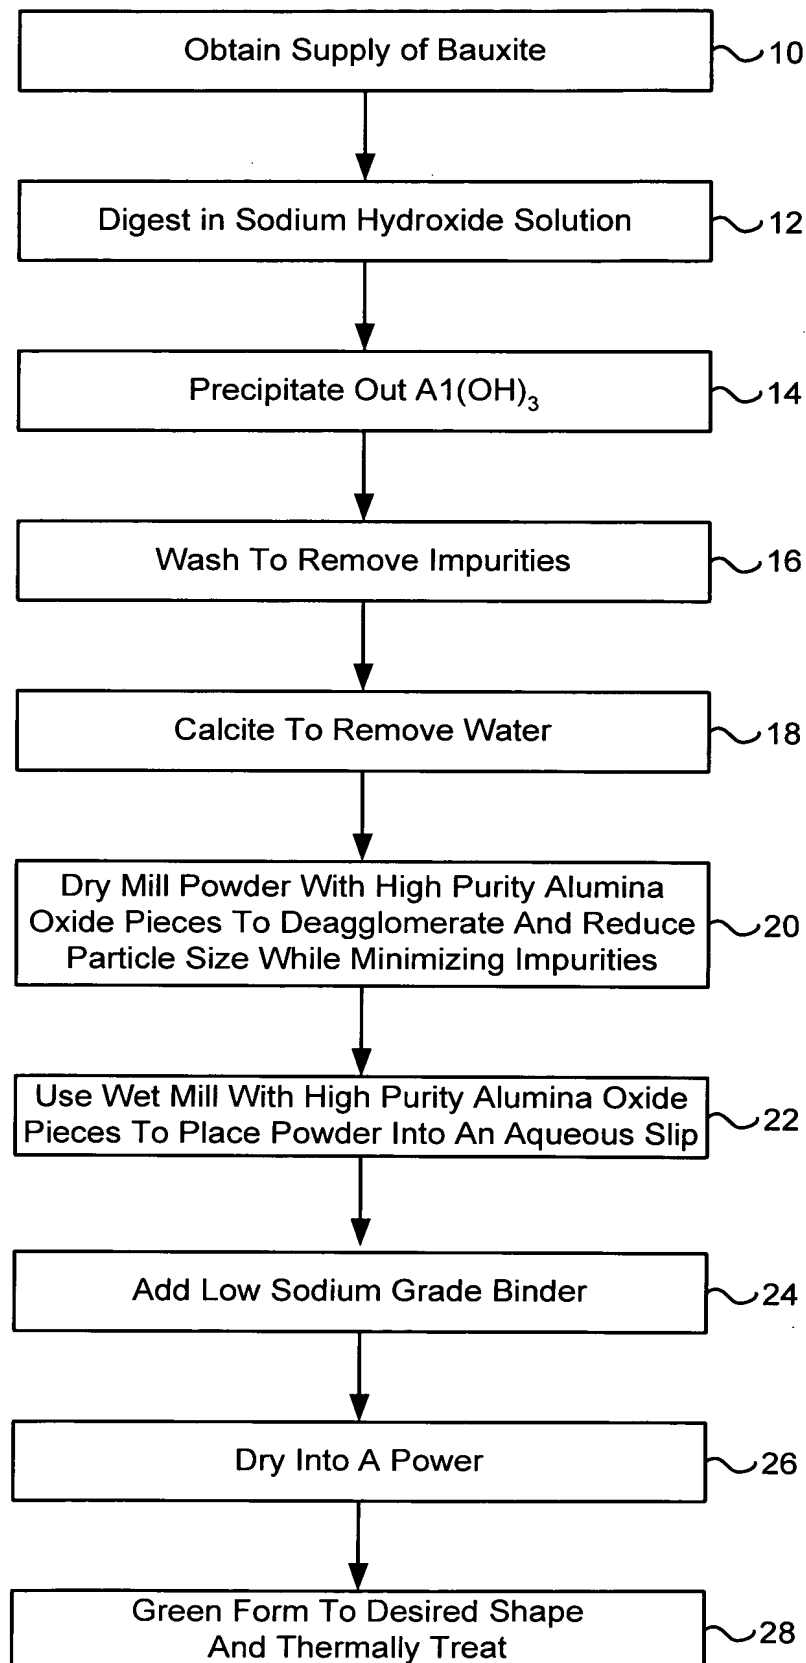 Obtain Supply of Bauxite
10
Digest in Sodium Hydroxide Solution
12
Precipitate Out A1(OH)3
14
Wash To Remove Impurities
16
Calcite To Remove Water
18
Dry Mill Powder With High Purity Alumina
Oxide Pieces To Deagglomerate And Reduce
Particle Size While Minimizing Impurities
20
Use Wet Mill With High Purity Alumina Oxide
Pieces To Place Powder Into An Aqueous Slip
22
Add Low Sodium Grade Binder
24
Dry Into A Power
26
Green Form To Desired Shape
And Thermally Treat
28